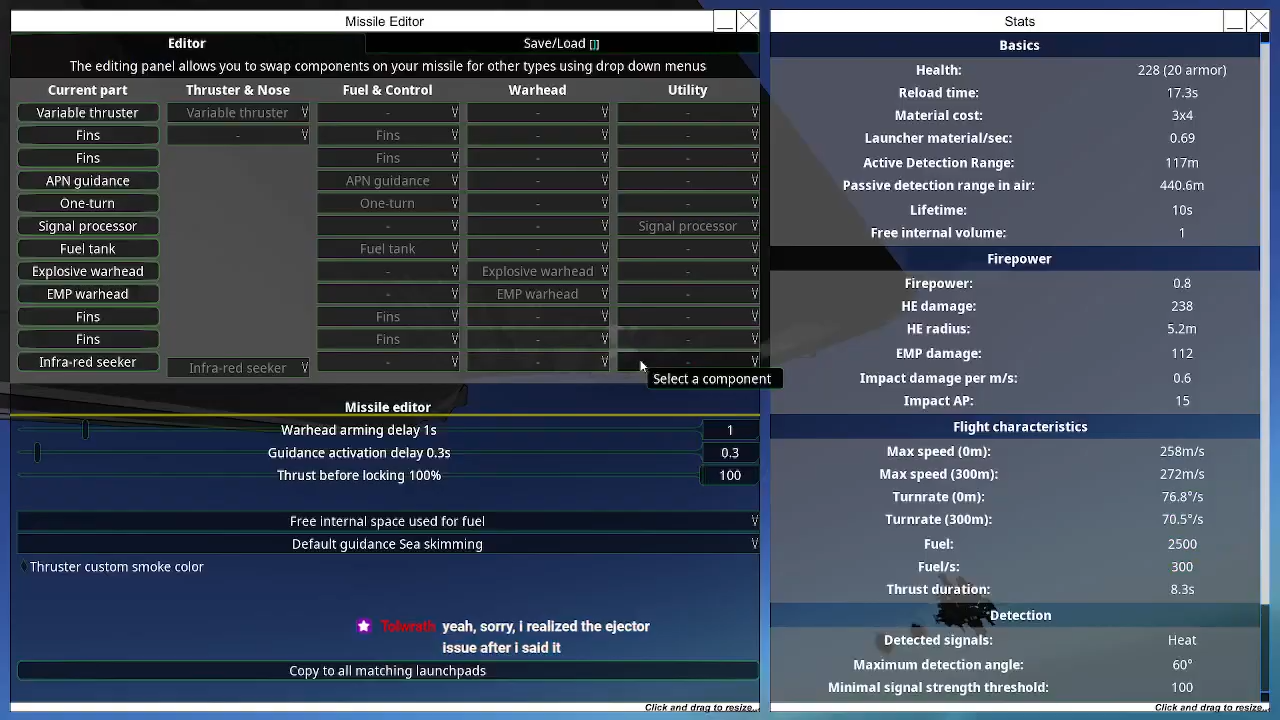 Missile Editor
Editor
Save/Load []]
The editing panel allows you to swap components on your missile for other types using drop down menus
Current part Thruster & Nose Fuel & Control Warhead Utility
Variable thruster Variable thruster V - V - V - V
Fins - V Fins V - V - V
Fins Fins V - V - V
APN guidance APN guidance V - V - V
One-turn One-turn V - V - V
Signal processor - V - V Signal processor V
Fuel tank Fuel tank V - V - V
Explosive warhead - V Explosive warhead V - V
EMP warhead - V EMP warhead V - V
Fins Fins V - V - V
Fins Fins V - V - V
Infra-red seeker Infra-red seeker V - V - V - V
Select a component
Missile editor
Warhead arming delay 1s 1
Guidance activation delay 0.3s 0.3
Thrust before locking 100% 100
Free internal space used for fuel V
Default guidance Sea skimming V
Thruster custom smoke color
Tolwrath yeah, sorry, i realized the ejector
issue after i said it
Copy to all matching launchpads
Click and drag to resize..
Stats
Basics
Health: 228 (20 armor)
Reload time: 17.3s
Material cost: 3x4
Launcher material/sec: 0.69
Active Detection Range: 117m
Passive detection range in air: 440.6m
Lifetime: 10s
Free internal volume: 1
Firepower
Firepower: 0.8
HE damage: 238
HE radius: 5.2m
EMP damage: 112
Impact damage per m/s: 0.6
Impact AP: 15
Flight characteristics
Max speed (0m): 258m/s
Max speed (300m): 272m/s
Turnrate (0m): 76.8°/s
Turnrate (300m): 70.5°/s
Fuel: 2500
Fuel/s: 300
Thrust duration: 8.3s
Detection
Detected signals: Heat
Maximum detection angle: 60°
Minimal signal strength threshold: 100
Click and drag to resize..